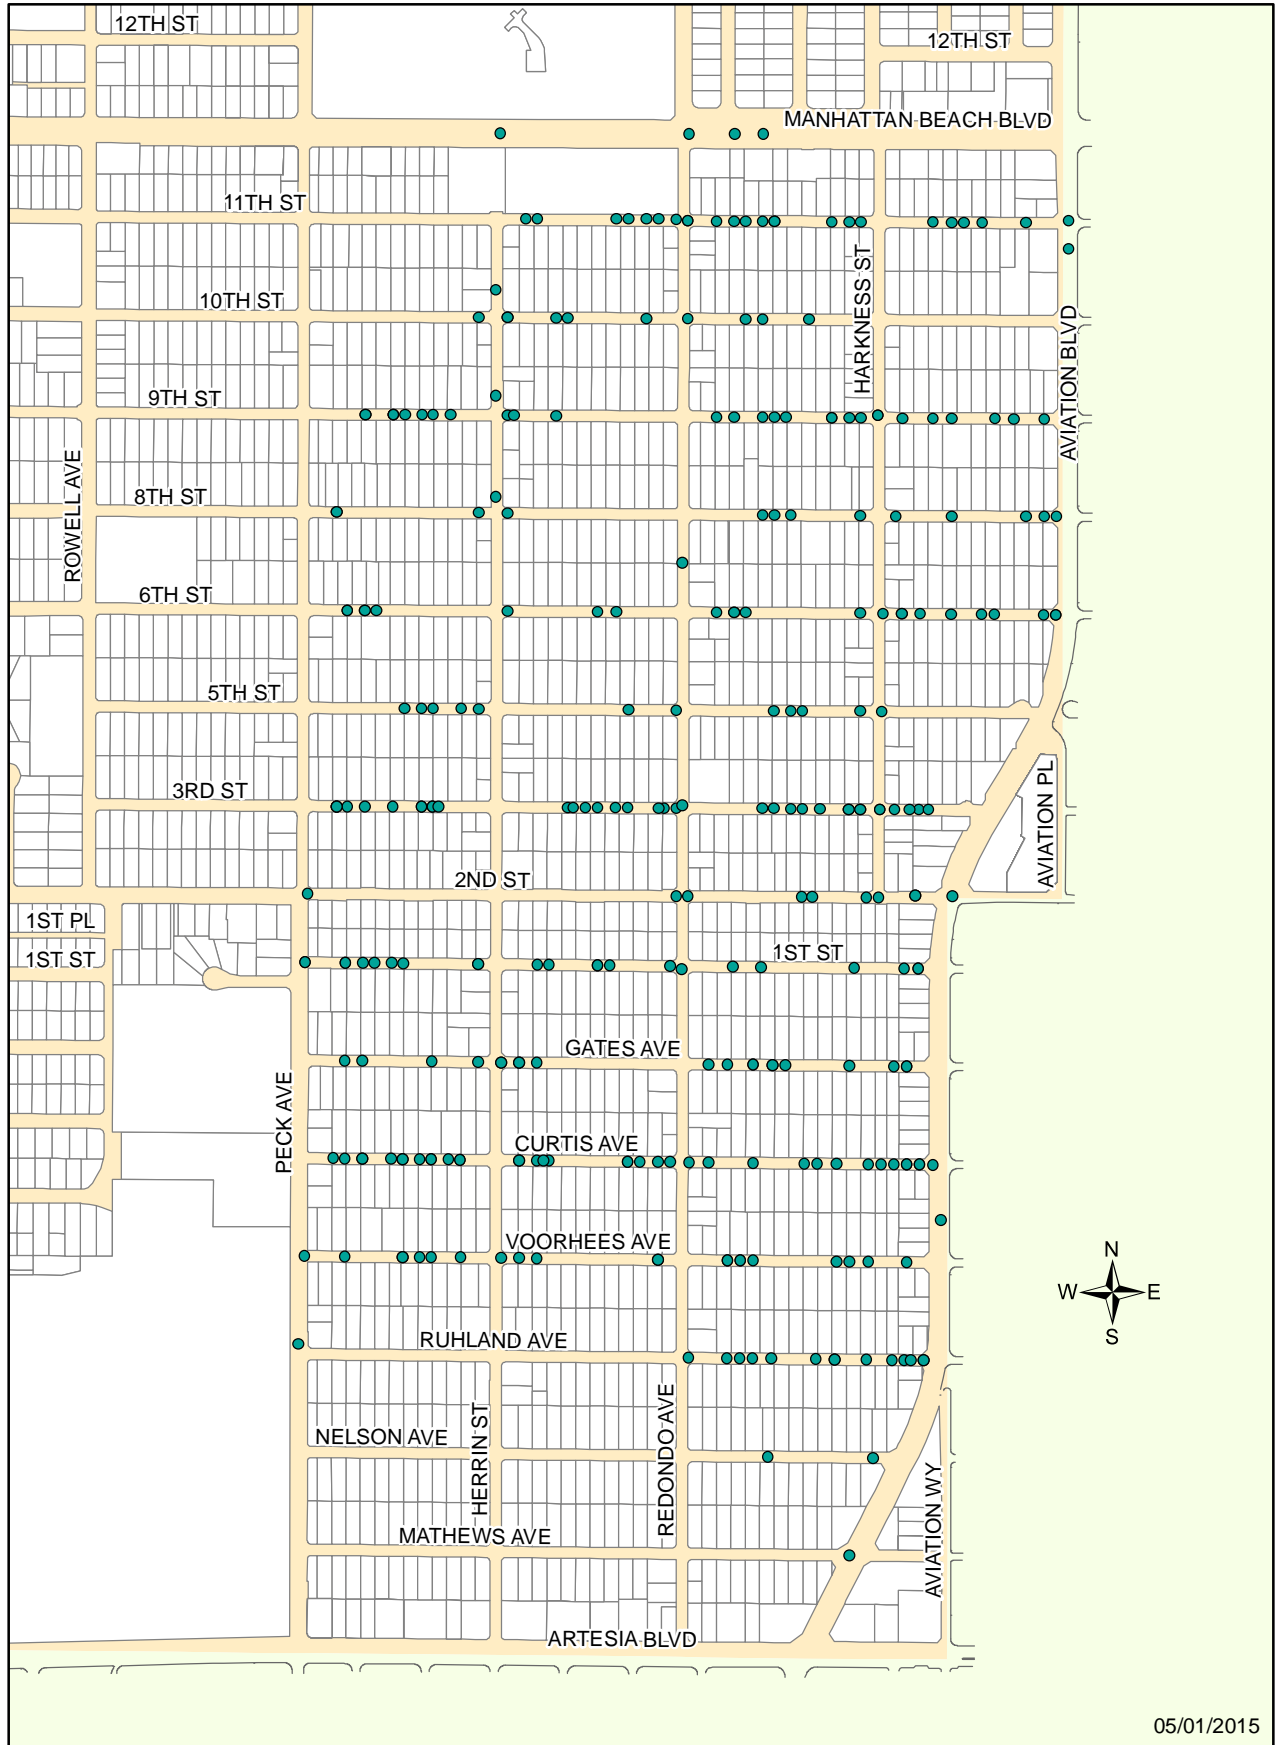 12TH ST
12TH ST
MANHATTAN BEACH BLVD
11TH ST
HARKNESS ST
10TH ST
AVIATION BLVD
9TH ST
ROWELL AVE
8TH ST
6TH ST
5TH ST
3RD ST
AVIATION PL
2ND ST
1ST PL
1ST ST
1ST ST
GATES AVE
PECK AVE
CURTIS AVE
VOORHEES AVE
N
W E
S
RUHLAND AVE
HERRIN ST
REDONDO AVE
NELSON AVE
AVIATION WY
MATHEWS AVE
ARTESIA BLVD
05/01/2015